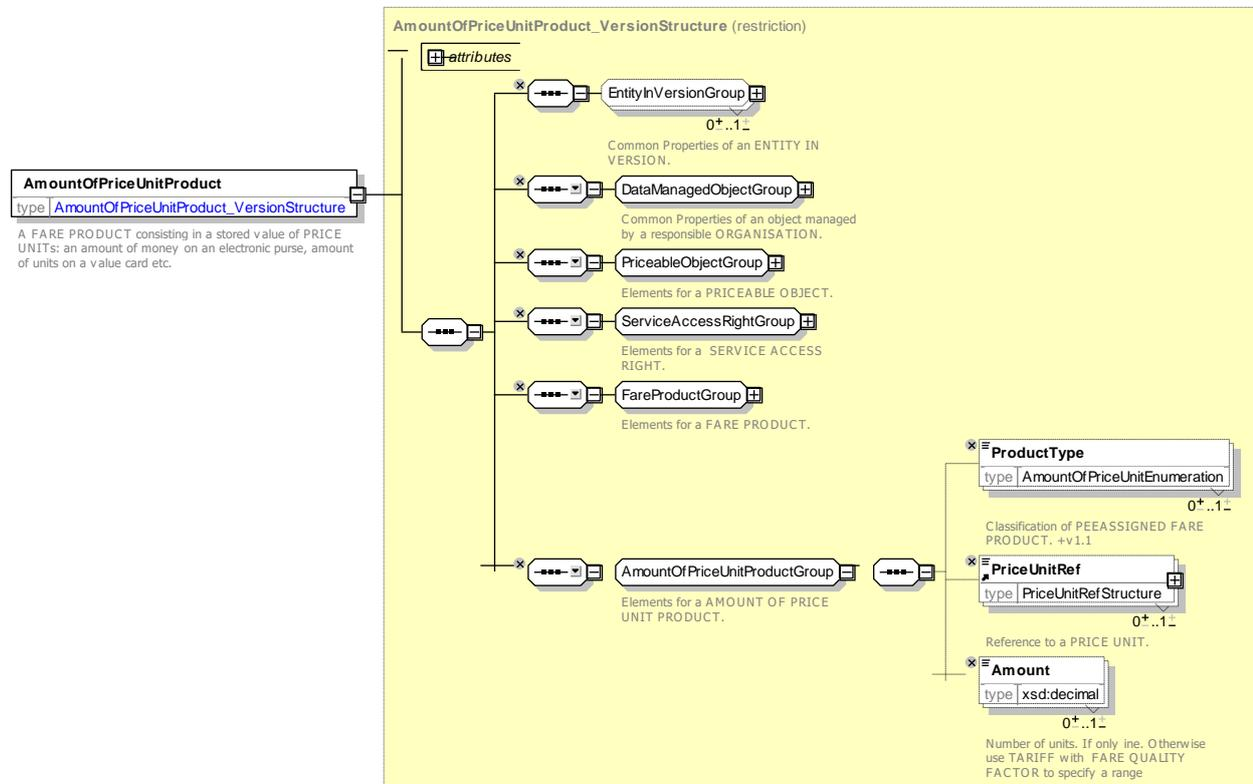 AmountOfPriceUnitProduct_VersionStructure (restriction)
attributes
EntityInVersionGroup
0..1
Common Properties of an ENTITY IN
VERSION.
AmountOfPriceUnitProduct
type AmountOfPriceUnitProduct_VersionStructure
A FARE PRODUCT consisting in a stored value of PRICE
UNITs: an amount of money on an electronic purse, amount
of units on a value card etc.
DataManagedObjectGroup
Common Properties of an object managed
by a responsible ORGANISATION.
PriceableObjectGroup
Elements for a PRICEABLE OBJECT.
ServiceAccessRightGroup
Elements for a SERVICE ACCESS
RIGHT.
FareProductGroup
Elements for a FARE PRODUCT.
AmountOfPriceUnitProductGroup
Elements for a AMOUNT OF PRICE
UNIT PRODUCT.
ProductType
type AmountOfPriceUnitEnumeration
0..1
Classification of PEEASSIGNED FARE
PRODUCT. +v1.1
PriceUnitRef
type PriceUnitRefStructure
0..1
Reference to a PRICE UNIT.
Amount
type xsd:decimal
0..1
Number of units. If only ine. Otherwise
use TARIFF with FARE QUALITY
FACTOR to specify a range